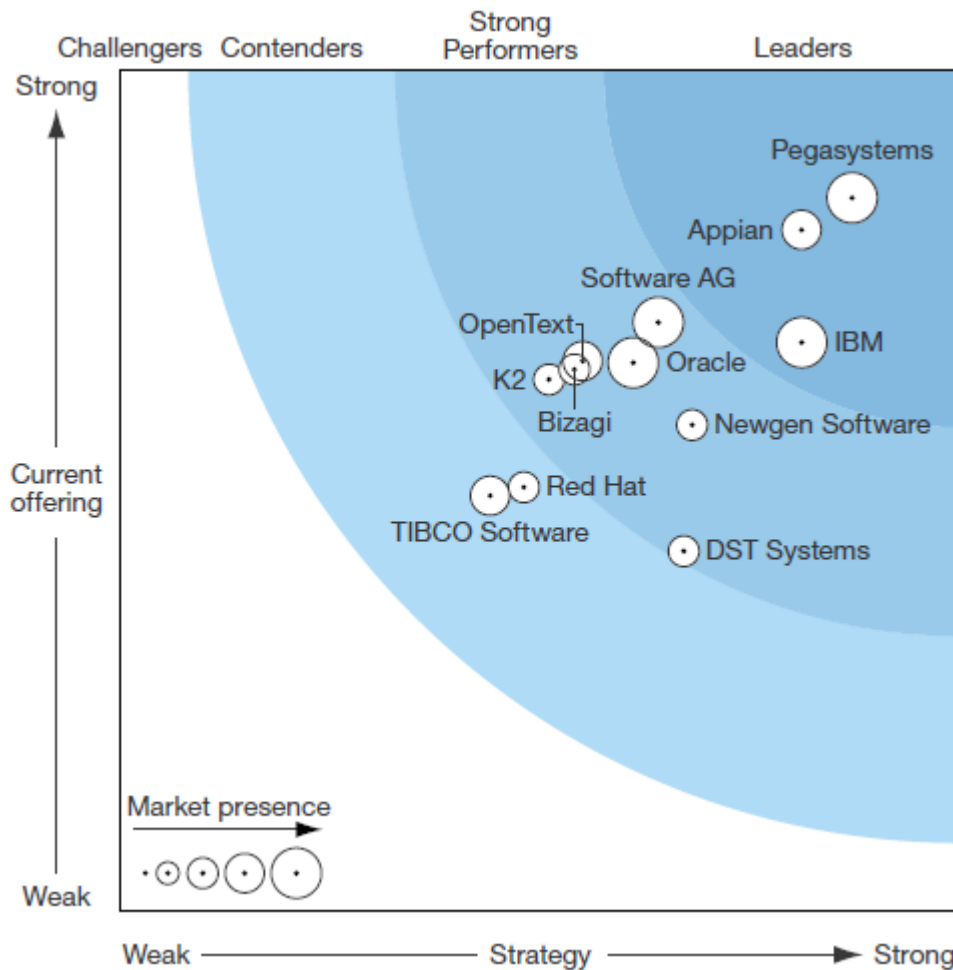 Challengers
Contenders
Strong
Performers
Leaders
Strong
Pegasystems
Appian
Software AG
OpenText
IBM
Oracle
K2
Bizagi
Newgen Software
Current
offering
Red Hat
TIBCO Software
DST Systems
Market presence
Weak
Weak
Strategy
Strong